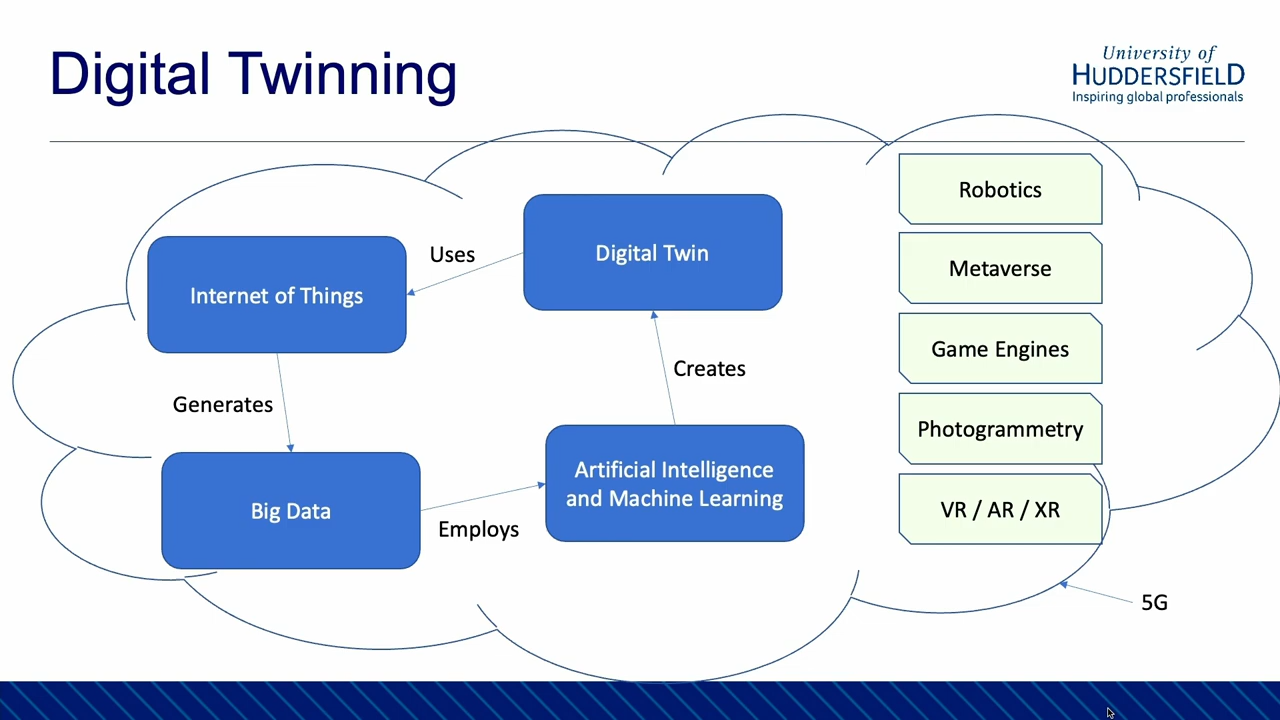 Digital Twinning
University of
HUDDERSFIELD
Inspiring global professionals
Robotics
Digital Twin
Uses
Metaverse
Internet of Things
Game Engines
Creates
Generates
Photogrammetry
Artificial Intelligence
and Machine Learning
Big Data
VR / AR / XR
Employs
5G